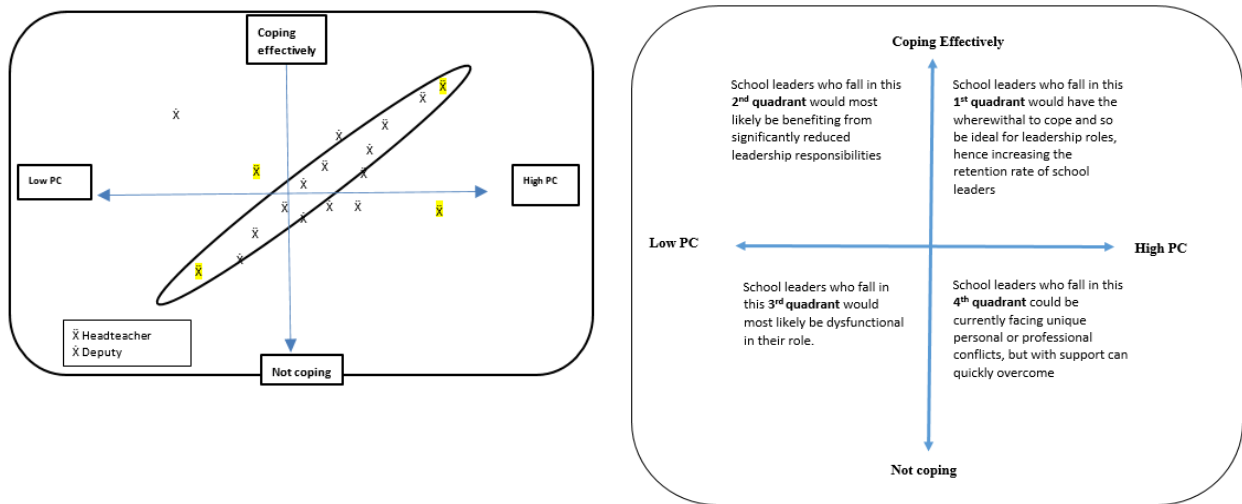 Coping
effectively
Ẍ
Ẍ
Ẋ
Ẍ
Ẋ
Ẋ
Ẍ
Ẍ
Ẍ
Ẋ
Low PC
High PC
Ẍ
Ẍ
Ẍ
Ẍ
Ẋ
Ẍ
Ẋ
Ẍ
Ẍ Headteacher
Ẋ Deputy
Not coping
Coping Effectively
School leaders who fall in this
2nd quadrant would most
likely be benefiting from
significantly reduced
leadership responsibilities
School leaders who fall in this
1st quadrant would have the
wherewithal to cope and so
be ideal for leadership roles,
hence increasing the
retention rate of school
leaders
Low PC
High PC
School leaders who fall in
this 3rd quadrant would
most likely be dysfunctional
in their role.
School leaders who fall in this
4th quadrant could be
currently facing unique
personal or professional
conflicts, but with support can
quickly overcome
Not coping